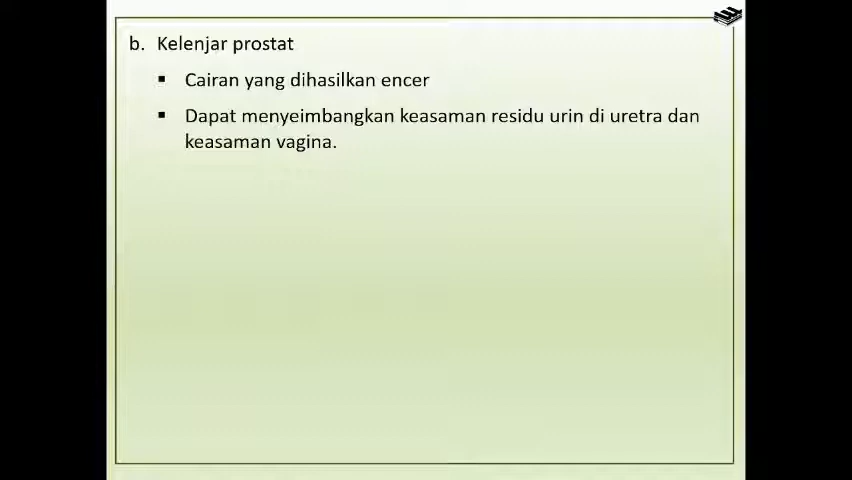 b. Kelenjar prostat
▪ Cairan yang dihasilkan encer
▪ Dapat menyeimbangkan keasaman residu urin di uretra dan
keasaman vagina.